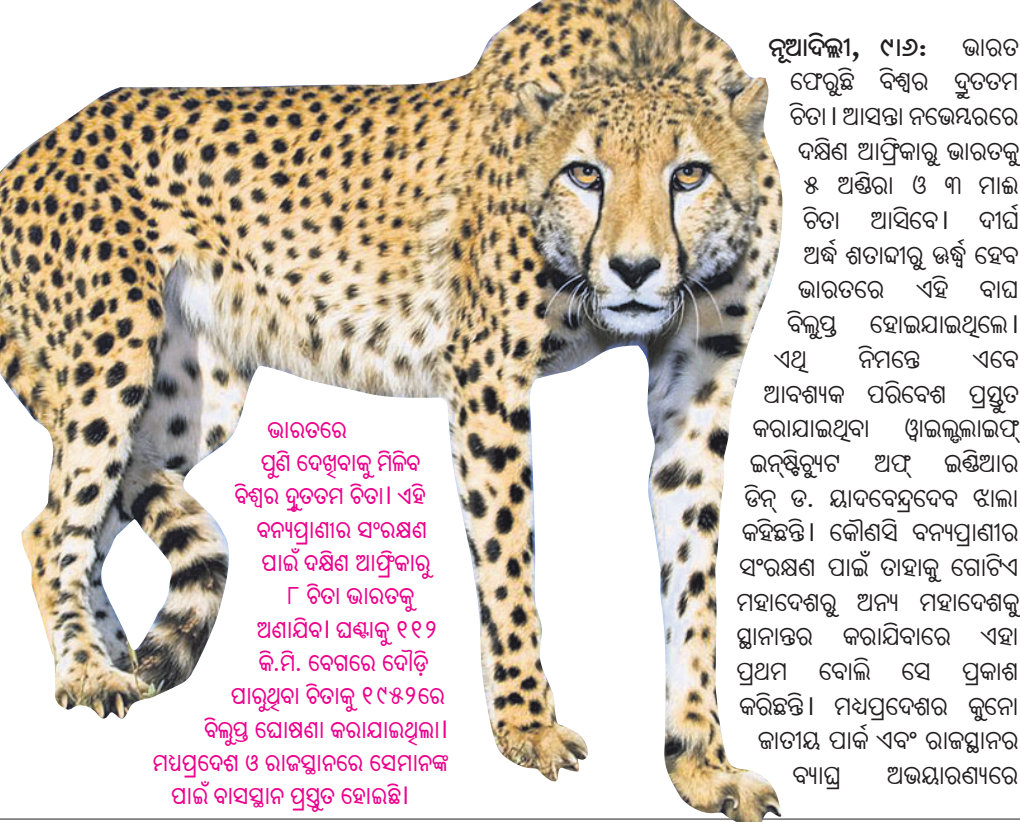 ନୂଆଦିଲ୍ଲୀ, ୯।୬: ଭାରତ
ଫେରୁଛି ବିଶ୍ୱର ଦ୍ରୁତତମ
ଚିତା। ଆସନ୍ତା ନଭେମ୍ବରରେ
ଦକ୍ଷିଣ ଆଫ୍ରିକାରୁ ଭାରତକୁ
୫ ଅଣ୍ଡିରା ଓ ୩ ମାଈ
ଚିତା ଆସିବେ। ଦୀର୍ଘ
ଅର୍ଦ୍ଧ ଶତାବ୍ଦୀରୁ ଊର୍ଦ୍ଧ୍ୱ ହେବ
ଭାରତରେ ଏହି ବାଘ
ବିଲୁପ୍ତ ହୋଇଯାଇଥିଲେ।
ଏଥି ନିମନ୍ତେ ଏବେ
ଆବଶ୍ୟକ ପରିବେଶ ପ୍ରସ୍ତୁତ
କରାଯାଇଥିବା ୱାଇଲ୍ଡଲାଇଫ୍
ଇନ୍‌ଷ୍ଟିଚ୍ୟୁଟ ଅଫ୍ ଇଣ୍ଡିଆର
ଡିନ୍ ଡ. ୟାଦବେନ୍ଦ୍ରଦେବ ଝାଲା
କହିଛନ୍ତି। କୌଣସି ବନ୍ୟପ୍ରାଣୀର
ସଂରକ୍ଷଣ ପାଇଁ ତାହାକୁ ଗୋଟିଏ
ମହାଦେଶରୁ ଅନ୍ୟ ମହାଦେଶକୁ
ସ୍ଥାନାନ୍ତର କରାଯିବାରେ ଏହା
ପ୍ରଥମ ବୋଲି ସେ ପ୍ରକାଶ
କରିଛନ୍ତି। ମଧ୍ୟପ୍ରଦେଶର କୁନୋ
ଜାତୀୟ ପାର୍କ ଏବଂ ରାଜସ୍ଥାନର
ବ୍ୟାଘ୍ର ଅଭୟାରଣ୍ୟରେ
ଭାରତରେ
ପୁଣି ଦେଖିବାକୁ ମିଳିବ
ବିଶ୍ୱର ଦ୍ରୁତତମ ଚିତା। ଏହି
ବନ୍ୟପ୍ରାଣୀର ସଂରକ୍ଷଣ
ପାଇଁ ଦକ୍ଷିଣ ଆଫ୍ରିକାରୁ
୮ ଚିତା ଭାରତକୁ
ଅଣାଯିବ। ଘଣ୍ଟାକୁ ୧୧୨
କି.ମି. ବେଗରେ ଦୌଡ଼ି
ପାରୁଥିବା ଚିତାକୁ ୧୯୫୨ରେ
ବିଲୁପ୍ତ ଘୋଷଣା କରାଯାଇଥିଲା।
ମଧ୍ୟପ୍ରଦେଶ ଓ ରାଜସ୍ଥାନରେ ସେମାନଙ୍କ
ପାଇଁ ବାସସ୍ଥାନ ପ୍ରସ୍ତୁତ ହୋଇଛି।